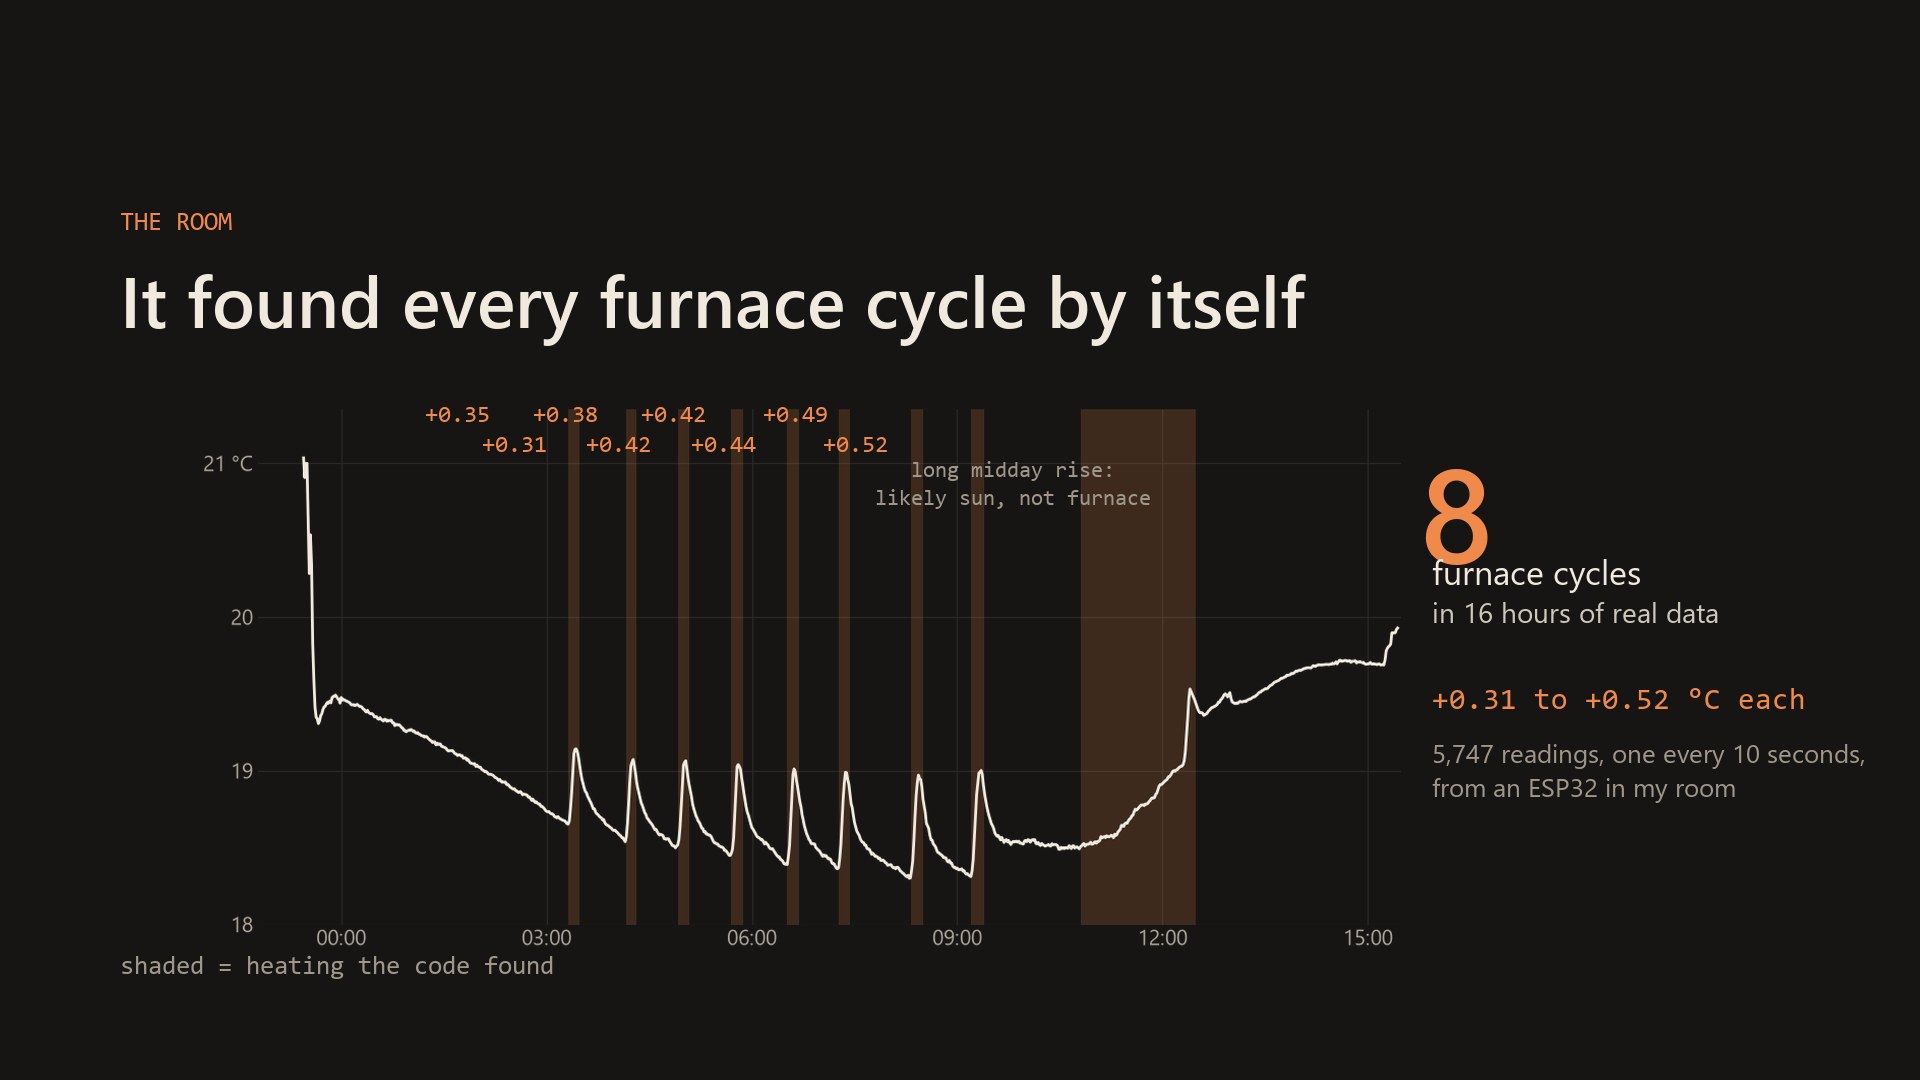 THE ROOM
It found every furnace cycle by itself
+0.35 +0.38 +0.42 +0.49
+0.31 +0.42 +0.44 +0.52
long midday rise:
likely sun, not furnace
21 °C
20
19
18
00:00 03:00 06:00 09:00 12:00 15:00
shaded = heating the code found
8
furnace cycles
in 16 hours of real data
+0.31 to +0.52 °C each
5,747 readings, one every 10 seconds,
from an ESP32 in my room